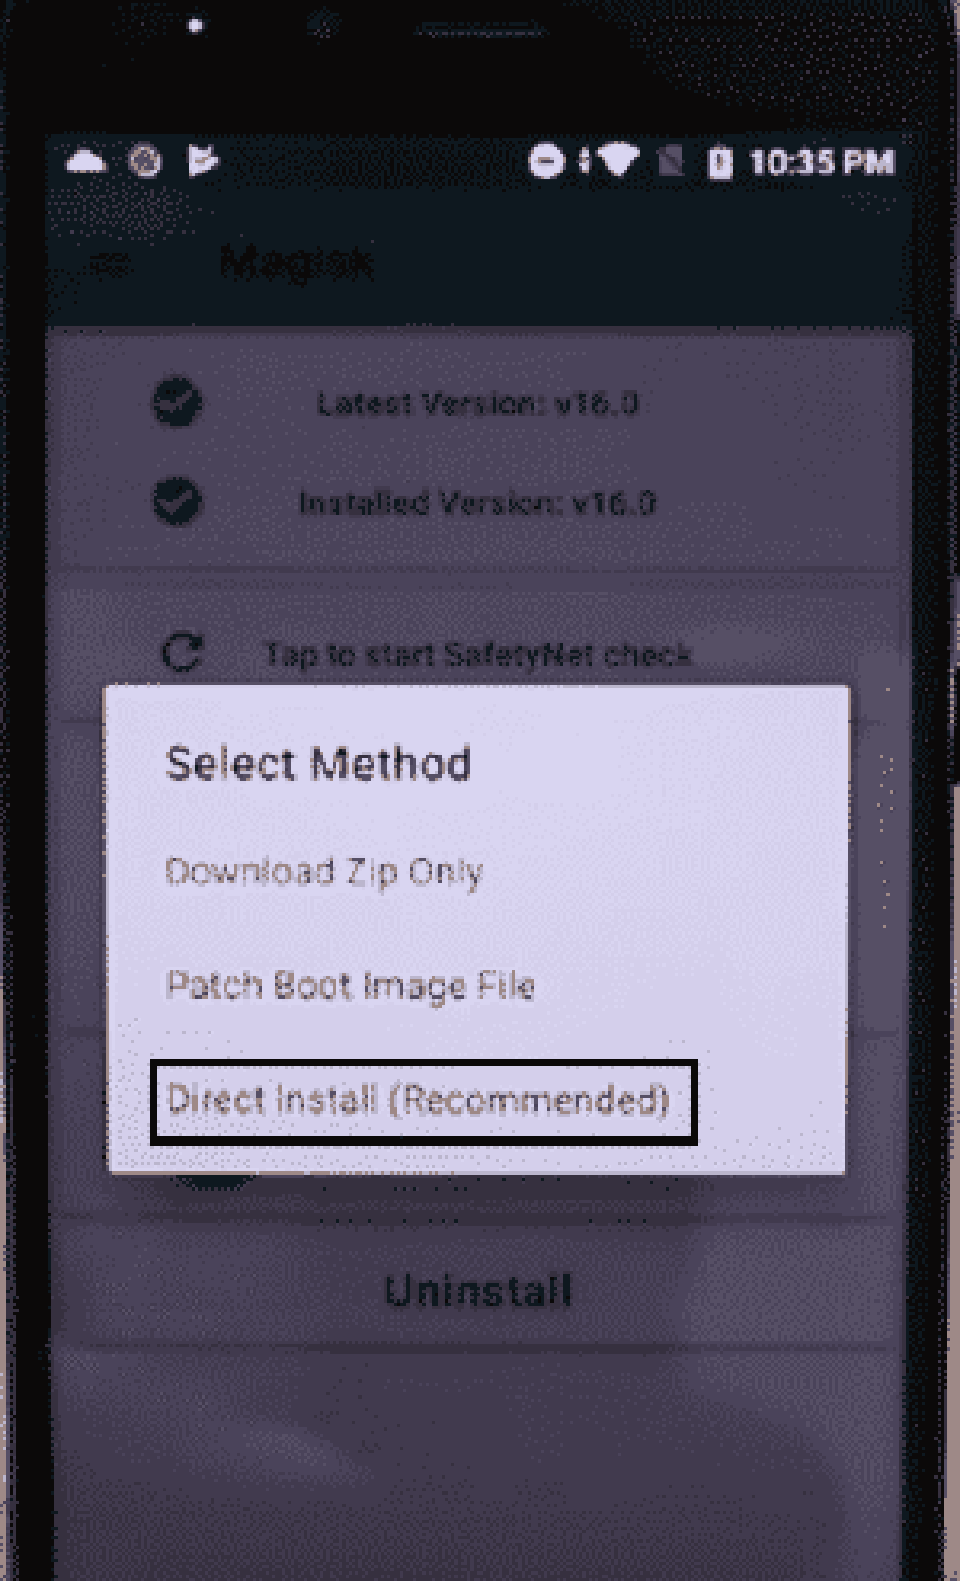 10:35 PM
Magisk
Latest Version: v16.0
Installed Version: v16.0
Tap to start SafetyNet check
Select Method
Download Zip Only
Patch Boot Image File
Direct Install (Recommended)
Uninstall